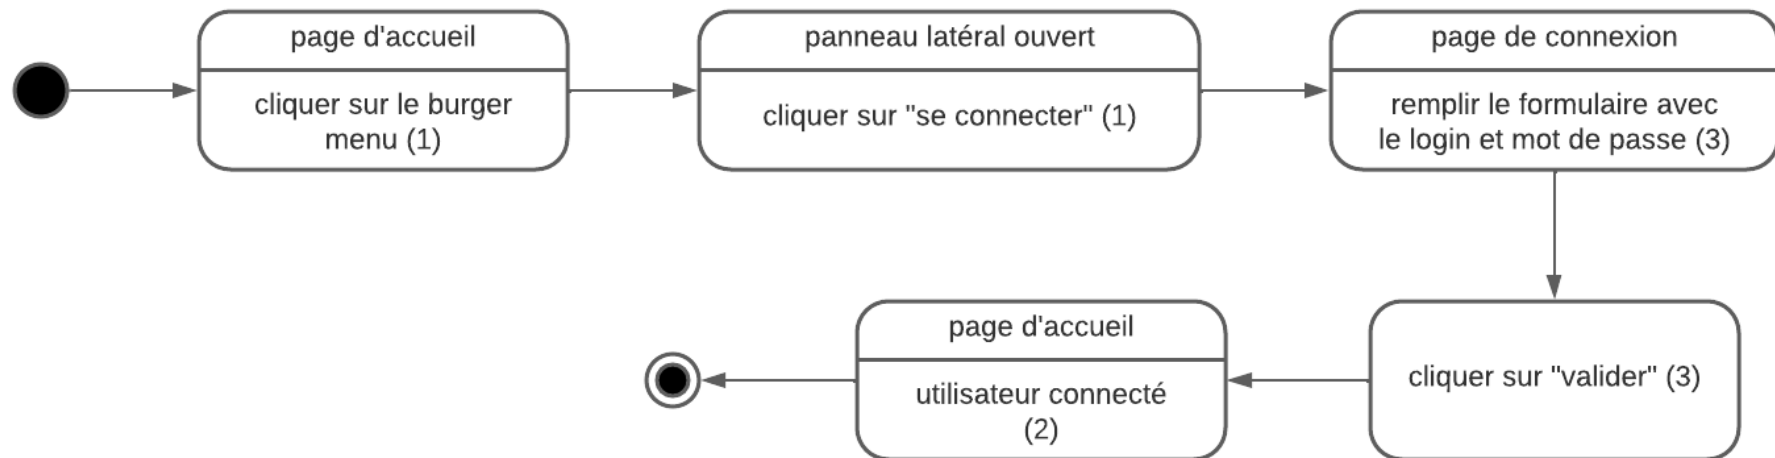 page d'accueil
cliquer sur le burger
menu (1)
panneau latéral ouvert
cliquer sur "se connecter" (1)
page de connexion
remplir le formulaire avec
le login et mot de passe (3)
cliquer sur "valider" (3)
page d'accueil
utilisateur connecté
(2)